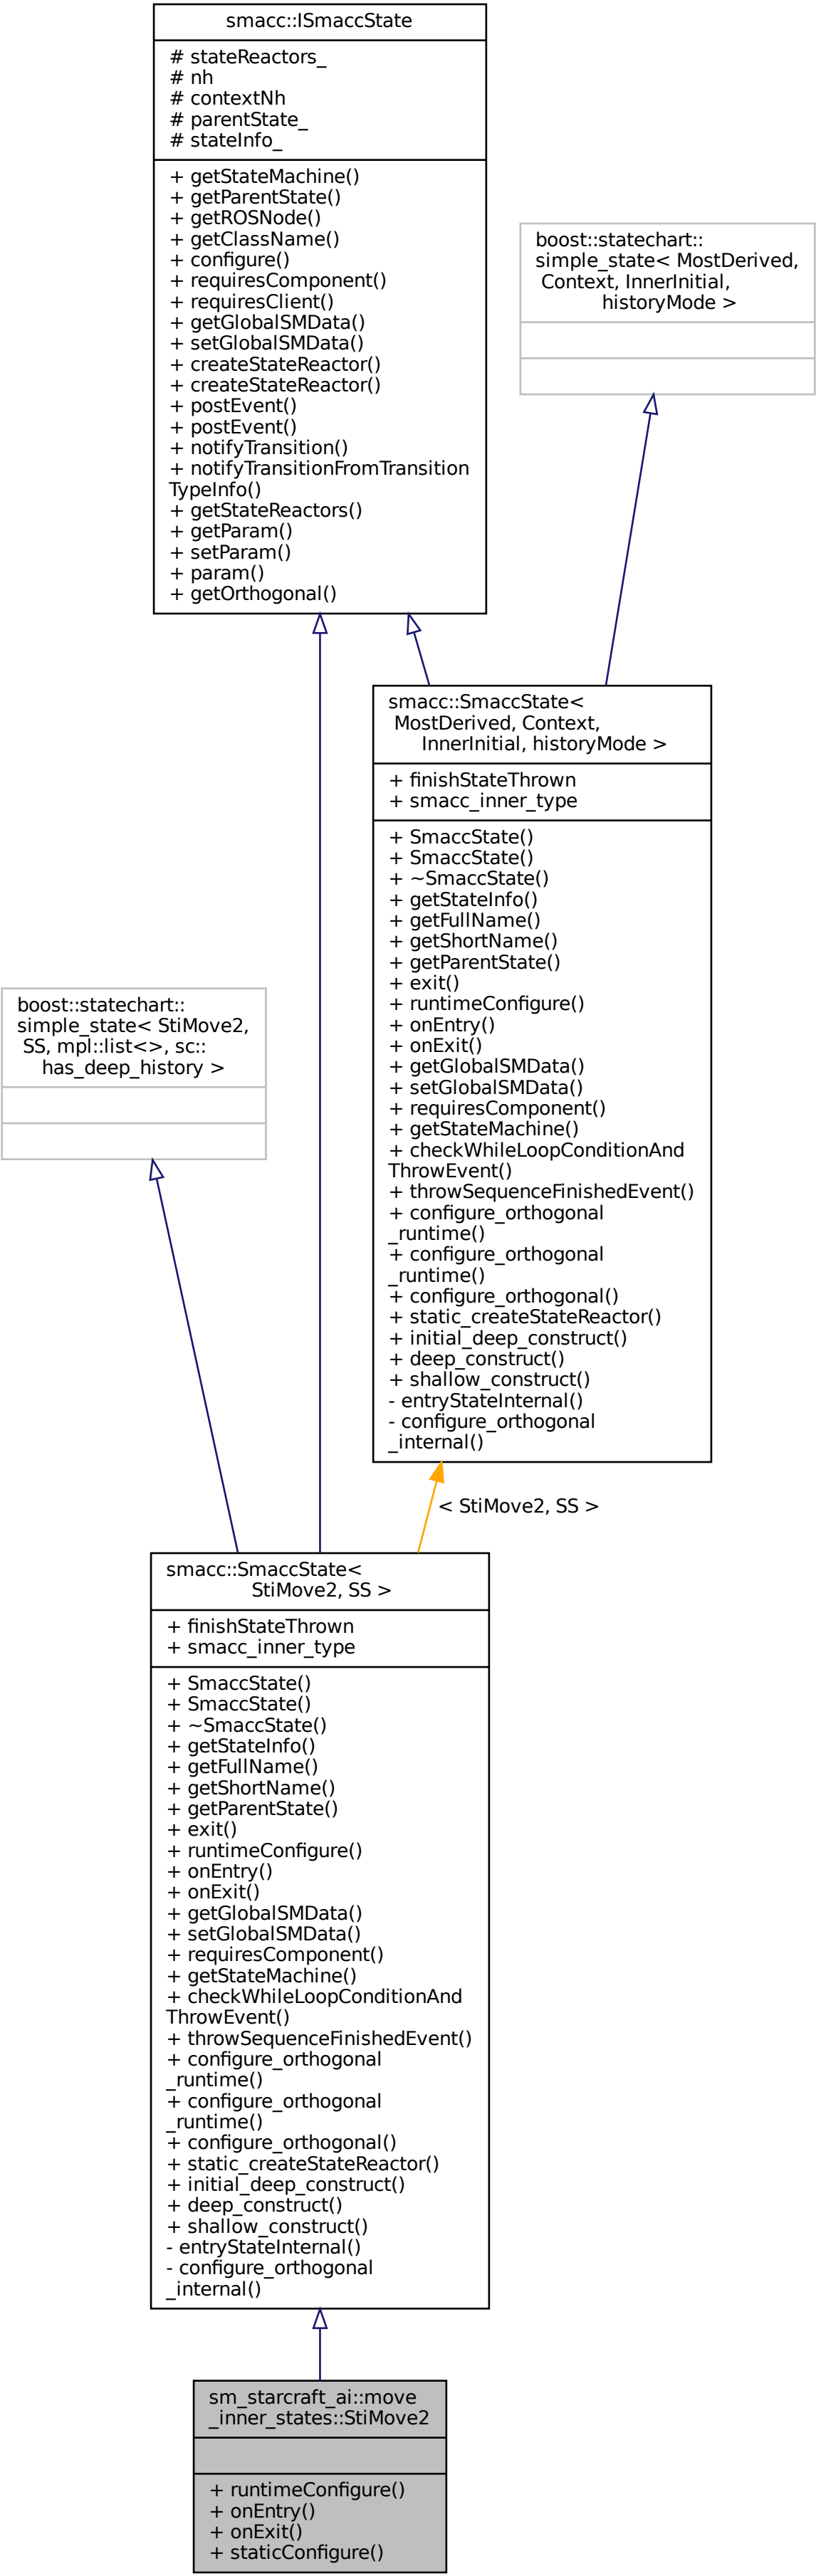 smacc::ISmaccState
# stateReactors_
# nh
# contextNh
# parentState_
# stateInfo_
+ getStateMachine()
+ getParentState()
+ getROSNode()
+ getClassName()
+ configure()
+ requiresComponent()
+ requiresClient()
+ getGlobalSMData()
+ setGlobalSMData()
+ createStateReactor()
+ createStateReactor()
+ postEvent()
+ postEvent()
+ notifyTransition()
+ notifyTransitionFromTransition
TypeInfo()
+ getStateReactors()
+ getParam()
+ setParam()
+ param()
+ getOrthogonal()
boost::statechart::
simple_state< MostDerived,
Context, InnerInitial,
historyMode >
smacc::SmaccState<
MostDerived, Context,
InnerInitial, historyMode >
+ finishStateThrown
+ smacc_inner_type
+ SmaccState()
+ SmaccState()
+ ~SmaccState()
+ getStateInfo()
+ getFullName()
+ getShortName()
+ getParentState()
+ exit()
+ runtimeConfigure()
+ onEntry()
+ onExit()
+ getGlobalSMData()
+ setGlobalSMData()
+ requiresComponent()
+ getStateMachine()
+ checkWhileLoopConditionAnd
ThrowEvent()
+ throwSequenceFinishedEvent()
+ configure_orthogonal
_runtime()
+ configure_orthogonal
_runtime()
+ configure_orthogonal()
+ static_createStateReactor()
+ initial_deep_construct()
+ deep_construct()
+ shallow_construct()
- entryStateInternal()
- configure_orthogonal
_internal()
boost::statechart::
simple_state< StiMove2,
SS, mpl::list<>, sc::
has_deep_history >
< StiMove2, SS >
smacc::SmaccState<
StiMove2, SS >
+ finishStateThrown
+ smacc_inner_type
+ SmaccState()
+ SmaccState()
+ ~SmaccState()
+ getStateInfo()
+ getFullName()
+ getShortName()
+ getParentState()
+ exit()
+ runtimeConfigure()
+ onEntry()
+ onExit()
+ getGlobalSMData()
+ setGlobalSMData()
+ requiresComponent()
+ getStateMachine()
+ checkWhileLoopConditionAnd
ThrowEvent()
+ throwSequenceFinishedEvent()
+ configure_orthogonal
_runtime()
+ configure_orthogonal
_runtime()
+ configure_orthogonal()
+ static_createStateReactor()
+ initial_deep_construct()
+ deep_construct()
+ shallow_construct()
- entryStateInternal()
- configure_orthogonal
_internal()
sm_starcraft_ai::move
_inner_states::StiMove2
+ runtimeConfigure()
+ onEntry()
+ onExit()
+ staticConfigure()